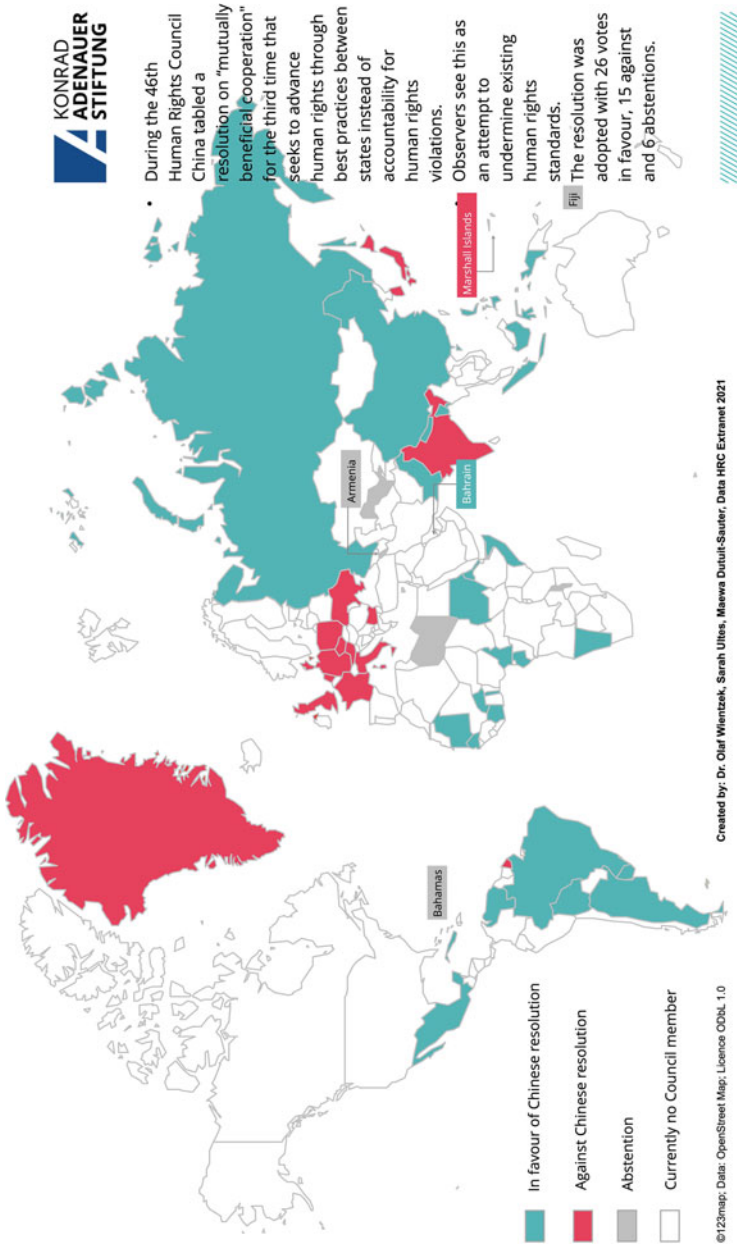 KONRAD
ADENAUER
STIFTUNG
• During the 46th
Human Rights Council
China tabled a
resolution on “mutually
beneficial cooperation"
for the third time that
seeks to advance
human rights through
best practices between
states instead of
accountability for
human rights
violations.
• Observers see this as
an attempt to
undermine existing
human rights
standards.
The resolution was
adopted with 26 votes
in favour, 15 against
and 6 abstentions.
Bahamas
Armenia
Bahrain
Marshall Islands
Fiji
In favour of Chinese resolution
Against Chinese resolution
Abstention
Currently no Council member
©123map; Data: OpenStreet Map; Licence ODbL 1.0
Created by: Dr. Olaf Wientzek, Sarah Ultes, Maewa Dutuit-Sauter, Data HRC Extranet 2021